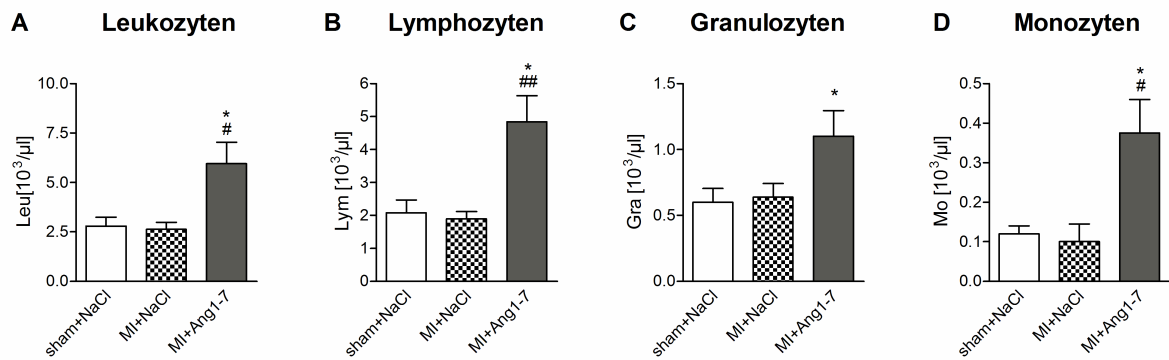 A Leukozyten
Leu[10³/µl]
10.0
7.5
5.0
2.5
0.0
*
#
sham+NaCl
MI+NaCl
MI+Ang1-7
B Lymphozyten
Lym [10³/µl]
6
5
4
3
2
1
0
*
##
sham+NaCl
MI+NaCl
MI+Ang1-7
C Granulozyten
Gra [10³/µl]
1.5
1.0
0.5
0.0
*
sham+NaCl
MI+NaCl
MI+Ang1-7
D Monozyten
Mo [10³/µl]
0.5
0.4
0.3
0.2
0.1
0.0
*
#
sham+NaCl
MI+NaCl
MI+Ang1-7